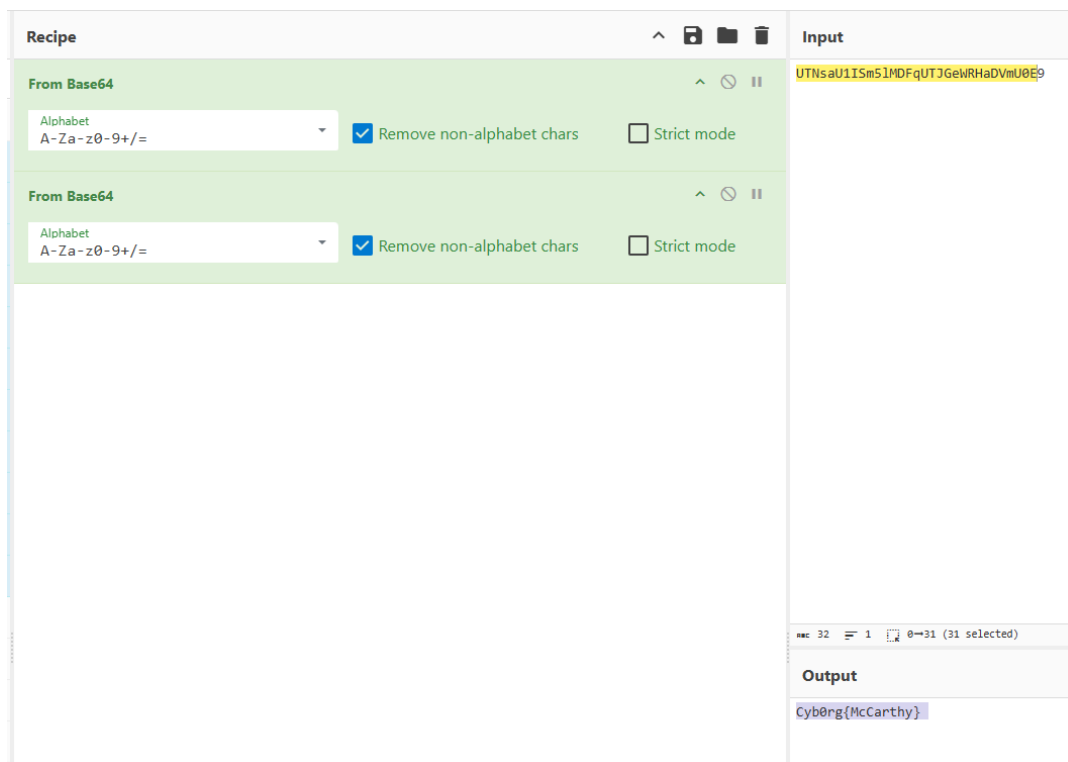 Recipe
Input
From Base64
UTNsaU1ISm5lMDFqUTJGeWRHaDVmU0E9
Alphabet
A-Za-z0-9+/=
Remove non-alphabet chars
Strict mode
From Base64
Alphabet
A-Za-z0-9+/=
Remove non-alphabet chars
Strict mode
ABC 32 1 0→31 (31 selected)
Output
Cyb0rg{McCarthy}